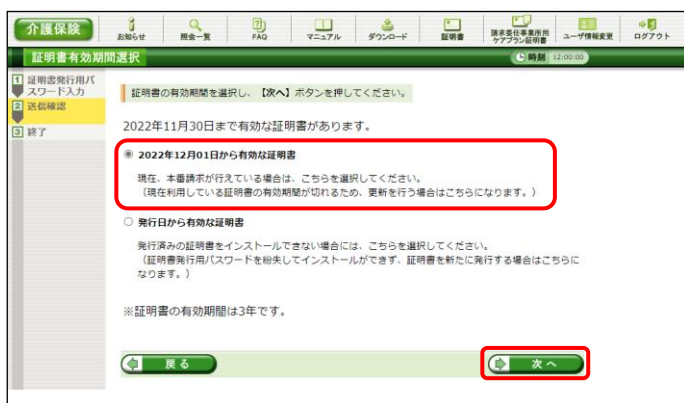 介護保険
お知らせ
照会一覧
FAQ
マニュアル
ダウンロード
証明書
請求委任事業所用
ケアプラン証明書
ユーザ情報変更
ログアウト
証明書有効期間選択
時刻 12:00:00
1 証明書発行用パ
スワード入力
2 送信確認
3 終了
証明書の有効期間を選択し、【次へ】ボタンを押してください。
2022年11月30日まで有効な証明書があります。
2022年12月01日から有効な証明書
現在、本番請求が行えている場合は、こちらを選択してください。
(現在利用している証明書の有効期間が切れるため、更新を行う場合はこちらになります。)
発行日から有効な証明書
発行済みの証明書をインストールできない場合には、こちらを選択してください。
(証明書発行用パスワードを紛失してインストールができず、証明書を新たに発行する場合はこちらに
なります。)
※証明書の有効期間は3年です。
戻る
次へ